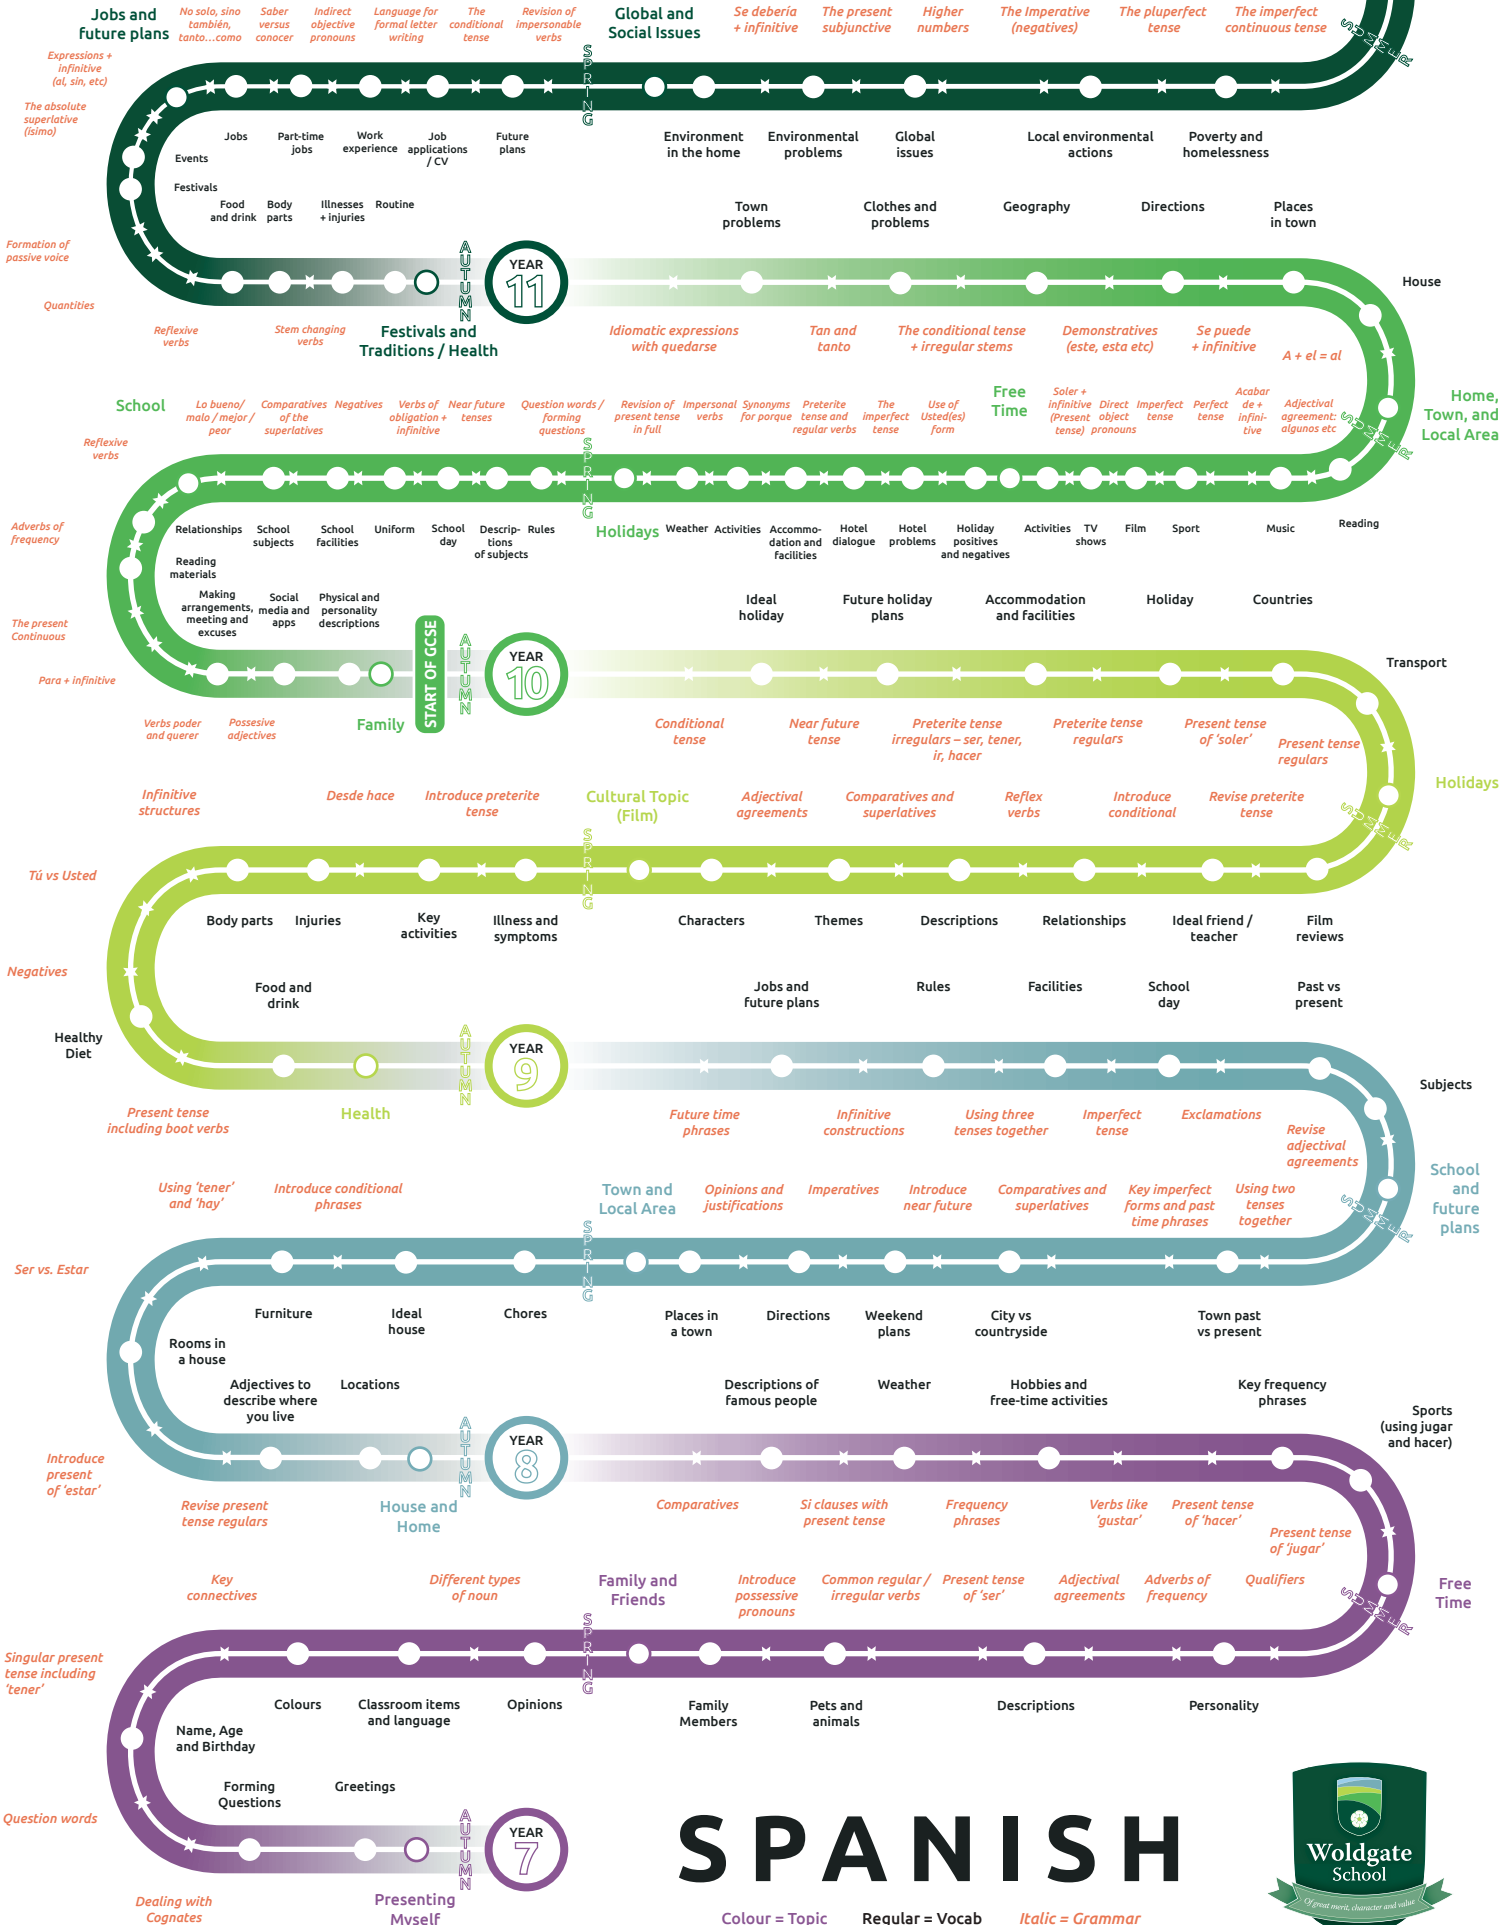 Jobs and
future plans
No solo, sino
también,
tanto...como
Saber
versus
conocer
Indirect
objective
pronouns
Language for
formal letter
writing
The
conditional
tense
Revision of
impersonable
verbs
Global and
Social Issues
Se debería
+ infinitive
The present
subjunctive
Higher
numbers
The Imperative
(negatives)
The pluperfect
tense
The imperfect
continuous tense
SUMMER
Expressions +
infinitive
(al, sin, etc)
The absolute
superlative
(isimo)
SPRING
Events
Festivals
Jobs
Part-time
jobs
Work
experience
Job
applications
/ CV
Future
plans
Environment
in the home
Environmental
problems
Global
issues
Local environmental
actions
Poverty and
homelessness
Food
and drink
Body
parts
Illnesses
+ injuries
Routine
Town
problems
Clothes and
problems
Geography
Directions
Places
in town
Formation of
passive voice
Quantities
AUTUMN
YEAR
11
House
Reflexive
verbs
Stem changing
verbs
Festivals and
Traditions / Health
Idiomatic expressions
with quedarse
Tan and
tanto
The conditional tense
+ irregular stems
Demonstratives
(este, esta etc)
Se puede
+ infinitive
A + el = al
School
Lo bueno/
malo / mejor /
peor
Comparatives
of the
superlatives
Negatives
Verbs of
obligation +
infinitive
Near future
tenses
Question words /
forming
questions
Revision of
present tense
in full
Impersonal
verbs
Synonyms
for porque
Preterite
tense and
regular verbs
The
imperfect
tense
Use of
Usted(es)
form
Free
Time
Soler +
infinitive
(Present
tense)
Direct
object
pronouns
Imperfect
tense
Perfect
tense
Acabar
de +
infini-
tive
Adjectival
agreement:
algunos etc
Home,
Town, and
Local Area
SUMMER
Reflexive
verbs
SPRING
Adverbs of
frequency
Relationships
Reading
materials
School
subjects
School
facilities
Uniform
School
day
Descrip-
tions
of subjects
Rules
Holidays
Weather
Activities
Accommo-
dation and
facilities
Hotel
dialogue
Hotel
problems
Holiday
positives
and negatives
Activities
TV
shows
Film
Sport
Music
Reading
Making
arrangements,
meeting and
excuses
Social
media and
apps
Physical and
personality
descriptions
Ideal
holiday
Future holiday
plans
Accommodation
and facilities
Holiday
Countries
The present
Continuous
Para + infinitive
START OF GCSE
AUTUMN
YEAR
10
Transport
Verbs poder
and querer
Possesive
adjectives
Family
Conditional
tense
Near future
tense
Preterite tense
irregulars – ser, tener,
ir, hacer
Preterite tense
regulars
Present tense
of ‘soler’
Present tense
regulars
Holidays
SUMMER
Infinitive
structures
Desde hace
Introduce preterite
tense
Cultural Topic
(Film)
Adjectival
agreements
Comparatives and
superlatives
Reflex
verbs
Introduce
conditional
Revise preterite
tense
SPRING
Tú vs Usted
Body parts
Injuries
Key
activities
Illness and
symptoms
Characters
Themes
Descriptions
Relationships
Ideal friend /
teacher
Film
reviews
Negatives
Food and
drink
Jobs and
future plans
Rules
Facilities
School
day
Past vs
present
Healthy
Diet
AUTUMN
YEAR
9
Subjects
Present tense
including boot verbs
Health
Future time
phrases
Infinitive
constructions
Using three
tenses together
Imperfect
tense
Exclamations
Revise
adjectival
agreements
School
and
future
plans
SUMMER
Using ‘tener’
and ‘hay’
Introduce conditional
phrases
Town and
Local Area
Opinions and
justifications
Imperatives
Introduce
near future
Comparatives and
superlatives
Key imperfect
forms and past
time phrases
Using two
tenses
together
SPRING
Ser vs. Estar
Rooms in
a house
Furniture
Ideal
house
Chores
Places in
a town
Directions
Weekend
plans
City vs
countryside
Town past
vs present
Adjectives to
describe where
you live
Locations
Descriptions of
famous people
Weather
Hobbies and
free-time activities
Key frequency
phrases
Sports
(using jugar
and hacer)
Introduce
present
of ‘estar’
AUTUMN
YEAR
8
Revise present
tense regulars
House and
Home
Comparatives
Si clauses with
present tense
Frequency
phrases
Verbs like
‘gustar’
Present tense
of ‘hacer’
Present tense
of ‘jugar’
Free
Time
SUMMER
Key
connectives
Different types
of noun
Family and
Friends
Introduce
possessive
pronouns
Common regular /
irregular verbs
Present tense
of ‘ser’
Adjectival
agreements
Adverbs of
frequency
Qualifiers
SPRING
Singular present
tense including
‘tener’
Name, Age
and Birthday
Colours
Classroom items
and language
Opinions
Family
Members
Pets and
animals
Descriptions
Personality
Forming
Questions
Greetings
Question words
AUTUMN
YEAR
7
Dealing with
Cognates
Presenting
Myself
SPANISH
Colour = Topic
Regular = Vocab
Italic = Grammar
Woldgate
School
Of great merit, character and value